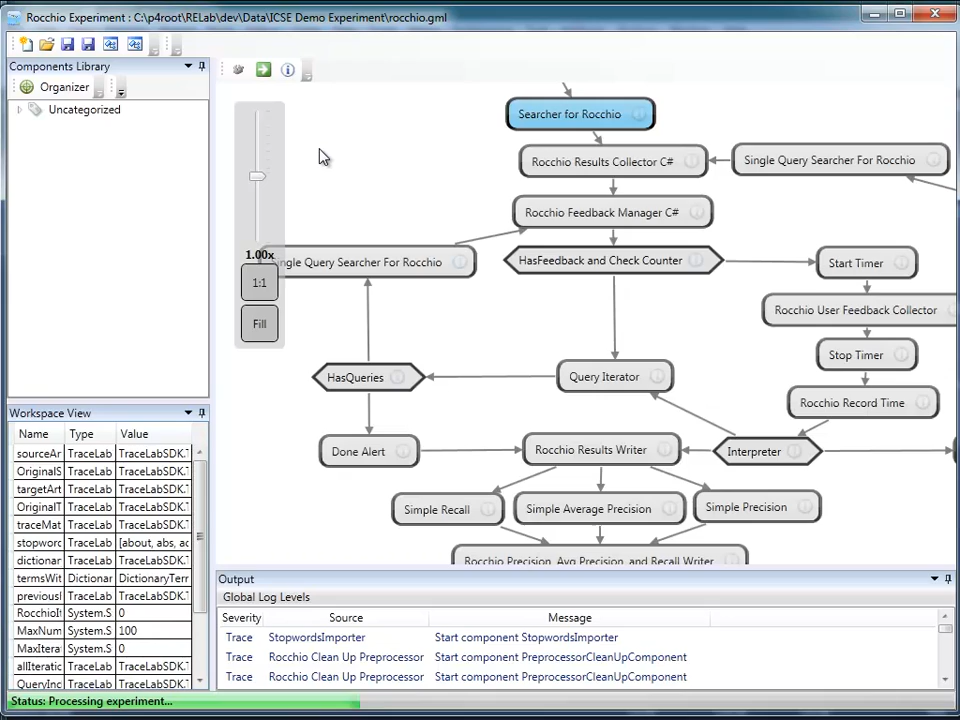 Rocchio Experiment : C:\p4root\RELab\dev\Data\ICSE Demo Experiment\rocchio.gml
Components Library
Organizer
Uncategorized
Searcher for Rocchio
Rocchio Results Collector C#
Single Query Searcher For Rocchio
Rocchio Feedback Manager C#
1.00x
ngle Query Searcher For Rocchio
HasFeedback and Check Counter
Start Timer
1:1
Rocchio User Feedback Collector
Fill
Stop Timer
HasQueries
Query Iterator
Rocchio Record Time
Done Alert
Rocchio Results Writer
Interpreter
Simple Recall
Simple Average Precision
Simple Precision
Rocchio Precision, Avg Precision, and Recall Writer
Workspace View
Name Type Value
sourceAr TraceLab TraceLabSDK.T
OriginalS TraceLab TraceLabSDK.T
targetArt TraceLab TraceLabSDK.T
OriginalT TraceLab TraceLabSDK.T
traceMat TraceLab TraceLabSDK.T
stopword TraceLab [about, abs, ac
dictionar TraceLab TraceLabSDK.T
termsWit Dictionar DictionaryTerr
previousl TraceLab TraceLabSDK.T
RocchioIt System.S 0
MaxNum System.S 100
MaxIterat System.S 0
allIteratic TraceLab TraceLabSDK.T
QueryInc TraceLab TraceLabSDK.T
Output
Global Log Levels
Severity Source Message
Trace StopwordsImporter Start component StopwordsImporter
Trace Rocchio Clean Up Preprocessor Start component PreprocessorCleanUpComponent
Trace Rocchio Clean Up Preprocessor Start component PreprocessorCleanUpComponent
Status: Processing experiment...